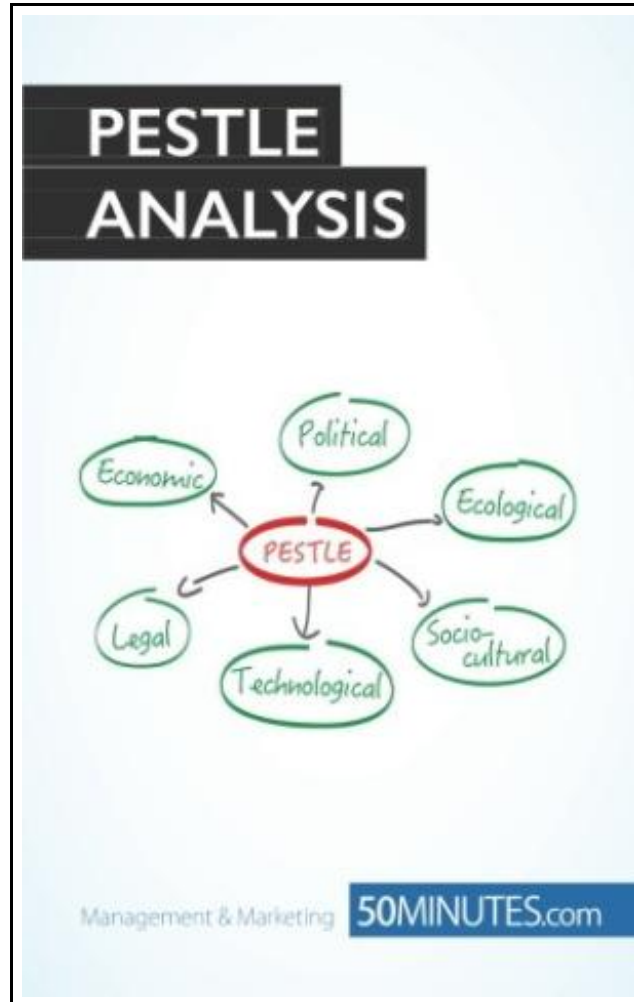 PESTLE
ANALYSIS
Political
Economic
Ecological
PESTLE
Legal
Socio-
cultural
Technological
Management & Marketing 50MINUTES.com